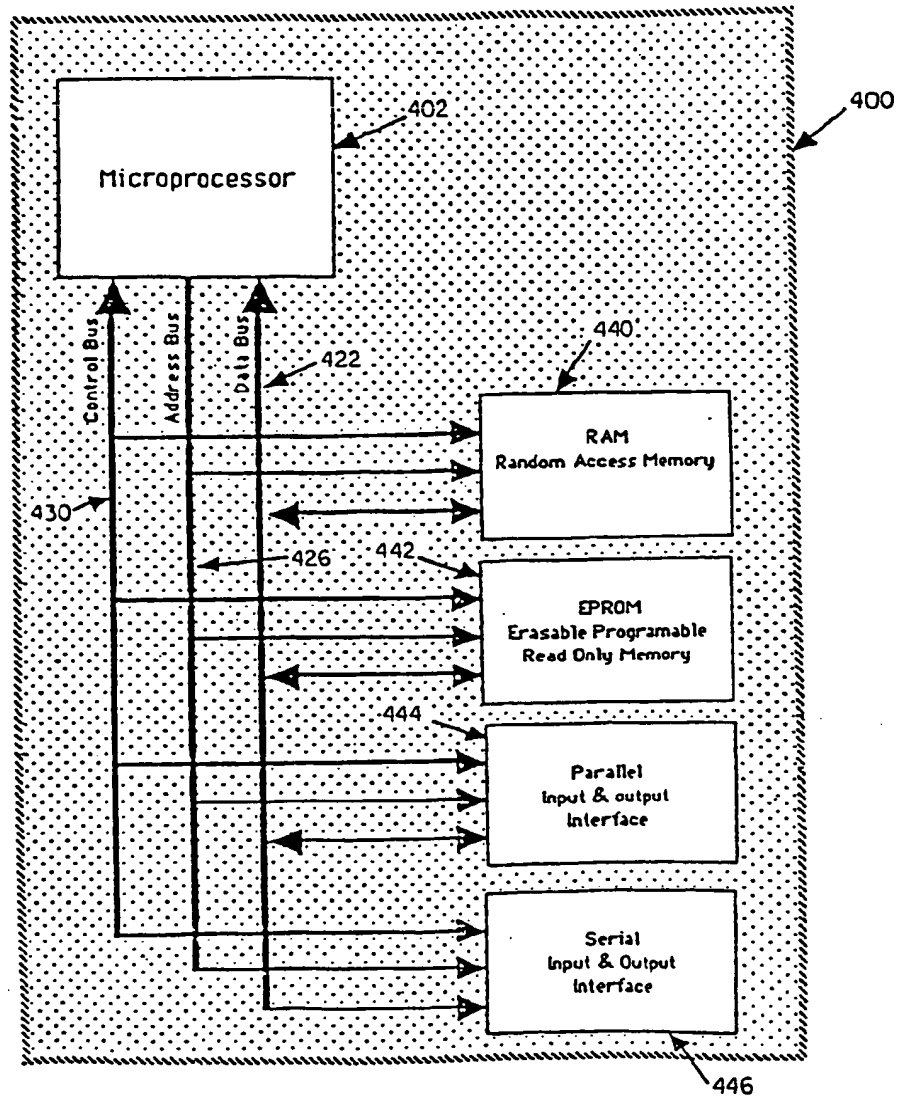 402
400
Microprocessor
Control Bus
Address Bus
Data Bus
422
440
RAM
Random Access Memory
430
426
442
EPROM
Erasable Programable
Read Only Memory
444
Parallel
Input & output
Interface
Serial
Input & Output
Interface
446